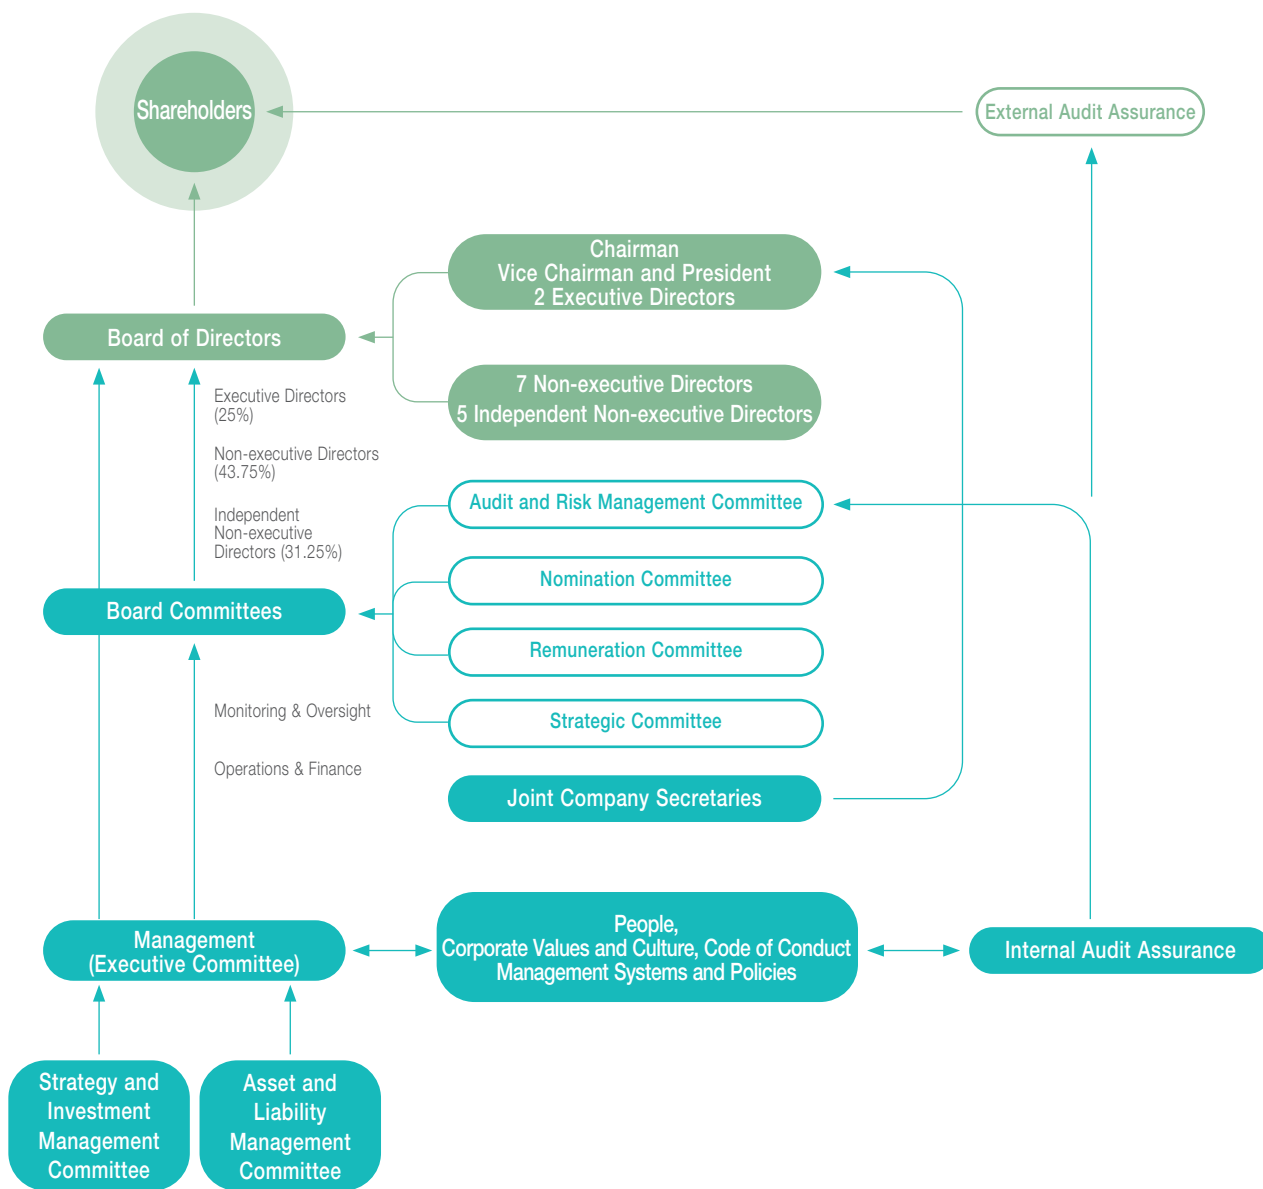 Shareholders
External Audit Assurance
Chairman
Vice Chairman and President
2 Executive Directors
Board of Directors
7 Non-executive Directors
5 Independent Non-executive Directors
Executive Directors
(25%)
Non-executive Directors
(43.75%)
Independent
Non-executive
Directors (31.25%)
Audit and Risk Management Committee
Nomination Committee
Board Committees
Remuneration Committee
Strategic Committee
Monitoring & Oversight
Operations & Finance
Joint Company Secretaries
Management
(Executive Committee)
People,
Corporate Values and Culture, Code of Conduct
Management Systems and Policies
Internal Audit Assurance
Strategy and
Investment
Management
Committee
Asset and
Liability
Management
Committee